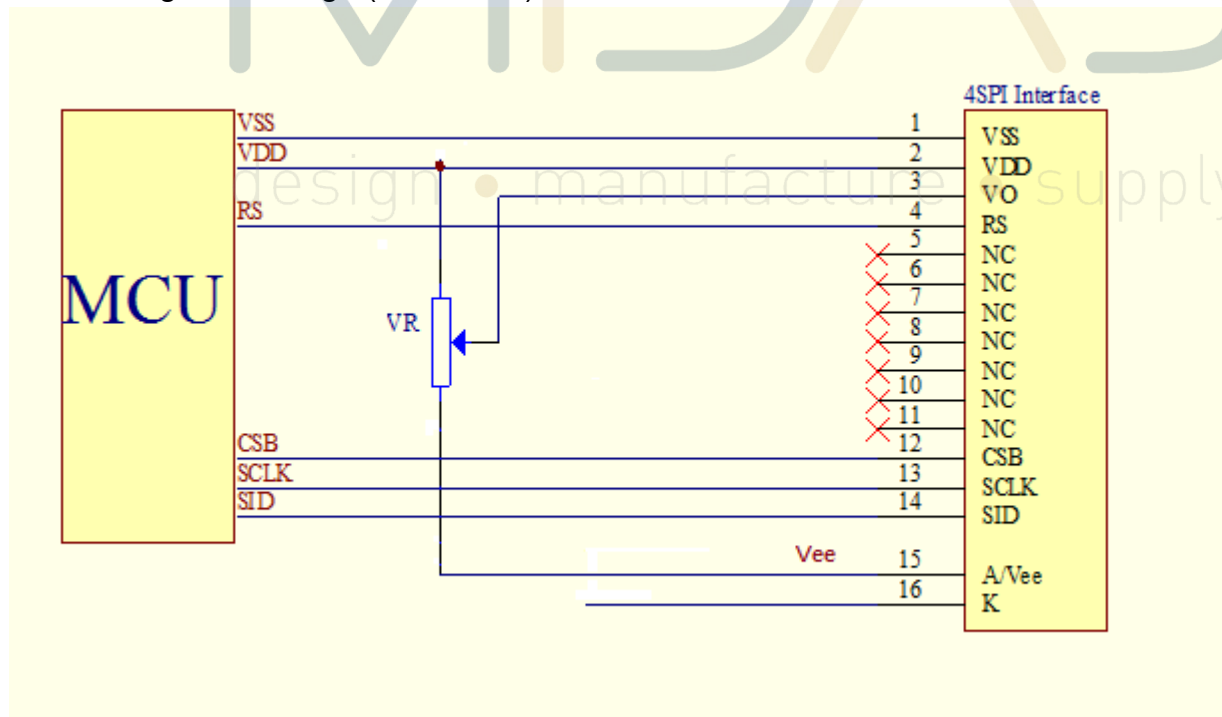 MIDAS
design • manufacture • supply
4SPI Interface
MCU
VSS
VDD
RS
VR
CSB
SCLK
SID
Vee
1 VSS
2 VDD
3 VO
4 RS
5 NC
6 NC
7 NC
8 NC
9 NC
10 NC
11 NC
12 CSB
13 SCLK
14 SID
15 A/Vee
16 K